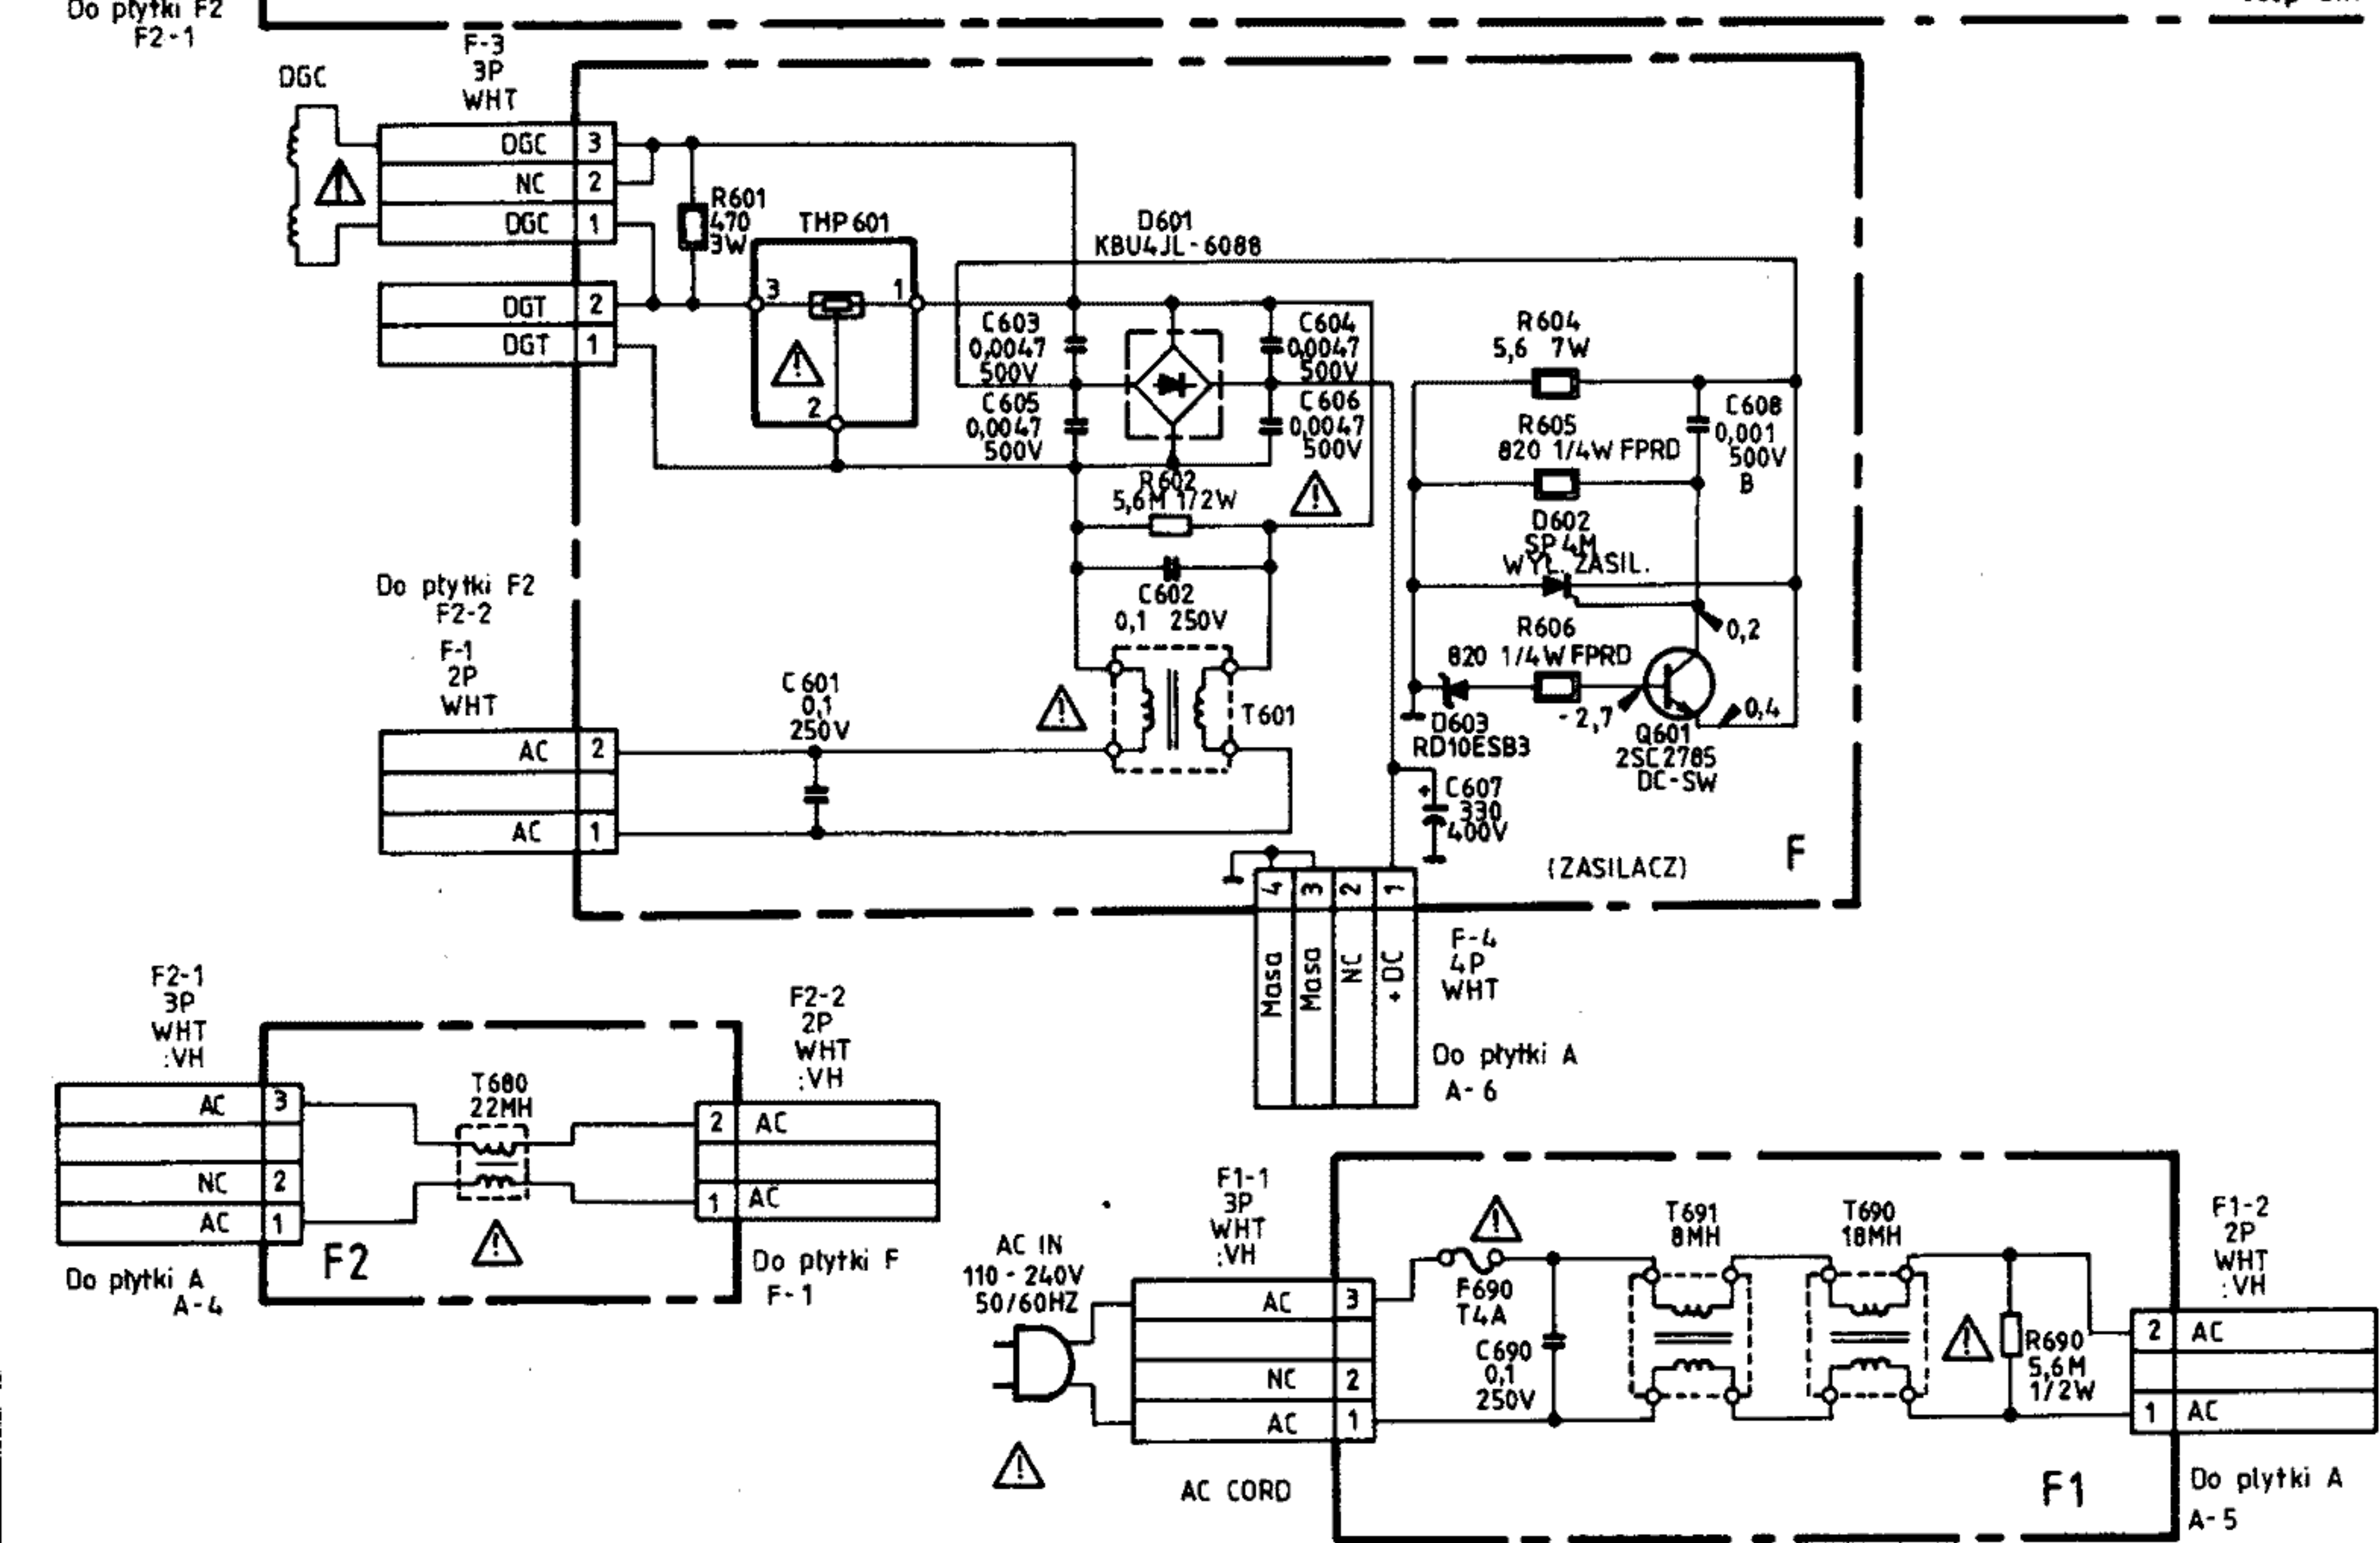 Do płytki F2
F2-1
F-3
3P
WHT
DGC
DGC 3
NC 2
DGC 1
DGT 2
DGT 1
R601
470
3W
THP601
3
1
2
D601
KBU4JL-6088
C603
0,0047
500V
C604
0,0047
500V
C605
0,0047
500V
C606
0,0047
500V
R602
5,6M 1/2W
C602
0,1 250V
T601
R604
5,6 7W
R605
820 1/4W FPRD
C608
0,001
500V
B
D602
SP4M
WYŁ. ZASIL.
0,2
R606
820 1/4W FPRD
-2,7
0,4
D603
RD10ESB3
Q601
2SC2785
DC-SW
+ C607
330
400V
(ZASILACZ)
F
Do płytki F2
F2-2
F-1
2P
WHT
AC 2
AC 1
C601
0,1
250V
4 3 2 1
Masa
Masa
NC
+DC
F-4
4P
WHT
Do płytki A
A-6
F2-1
3P
WHT
:VH
AC 3
NC 2
AC 1
T680
22MH
F2
F2-2
2P
WHT
:VH
2 AC
1 AC
Do płytki A
A-4
Do płytki F
F-1
AC IN
110-240V
50/60HZ
F1-1
3P
WHT
:VH
AC 3
NC 2
AC 1
AC CORD
F690
T4A
C690
0,1
250V
T691
8MH
T690
18MH
R690
5,6M
1/2W
F1-2
2P
WHT
:VH
2 AC
1 AC
F1
Do płytki A
A-5